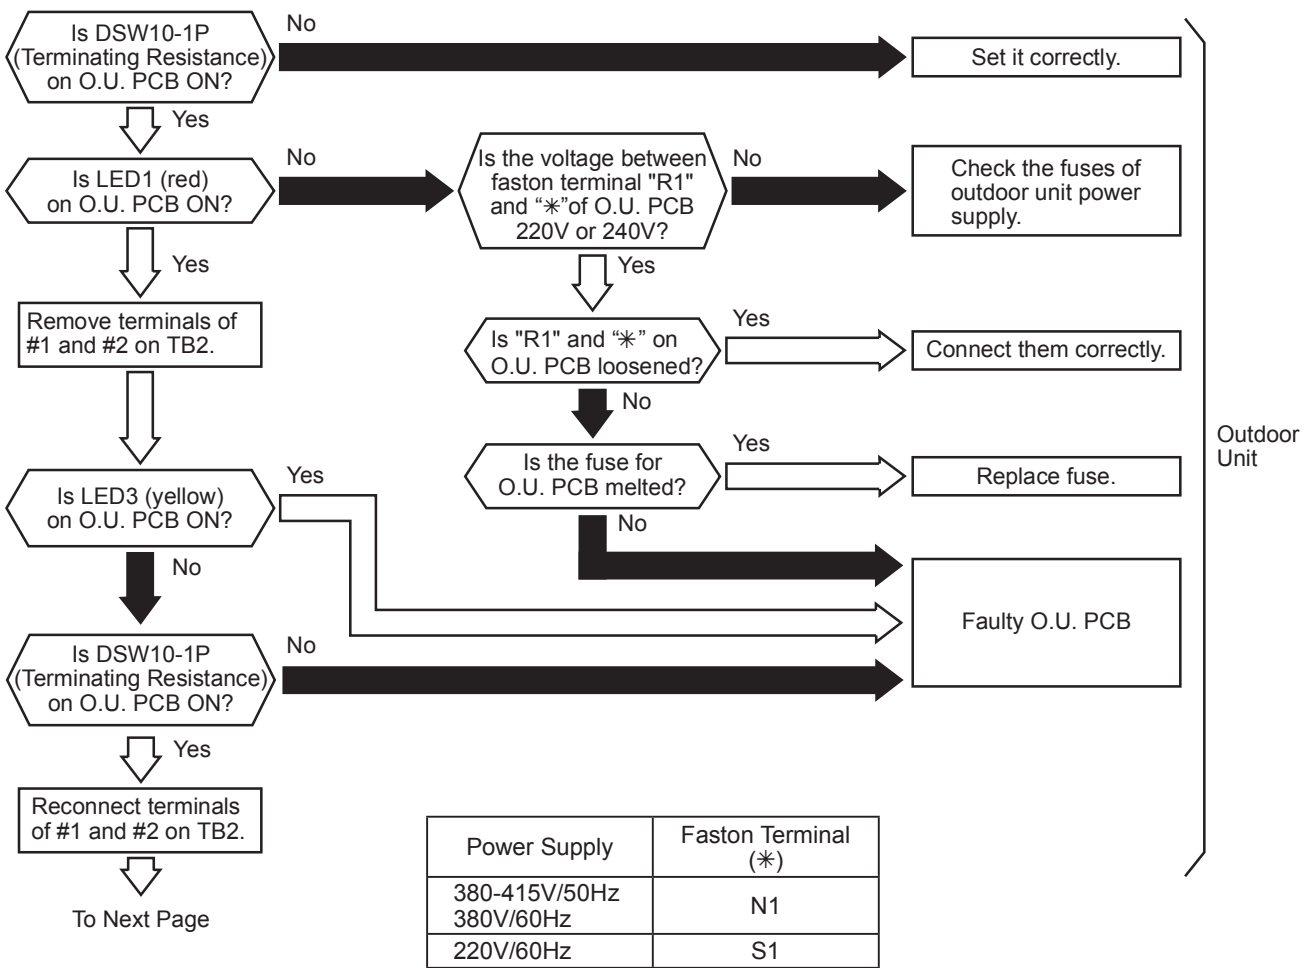 Is DSW10-1P
(Terminating Resistance)
on O.U. PCB ON?
No
Set it correctly.
Yes
Is LED1 (red)
on O.U. PCB ON?
No
Is the voltage between
faston terminal "R1"
and “✳”of O.U. PCB
220V or 240V?
No
Check the fuses of
outdoor unit power
supply.
Yes
Yes
Remove terminals of
#1 and #2 on TB2.
Is "R1" and “✳” on
O.U. PCB loosened?
Yes
Connect them correctly.
No
Is the fuse for
O.U. PCB melted?
Yes
Replace fuse.
No
Is LED3 (yellow)
on O.U. PCB ON?
Yes
No
Faulty O.U. PCB
Is DSW10-1P
(Terminating Resistance)
on O.U. PCB ON?
No
Yes
Reconnect terminals
of #1 and #2 on TB2.
To Next Page
Outdoor
Unit
Power Supply
Faston Terminal
(✳)
380-415V/50Hz
380V/60Hz
N1
220V/60Hz
S1